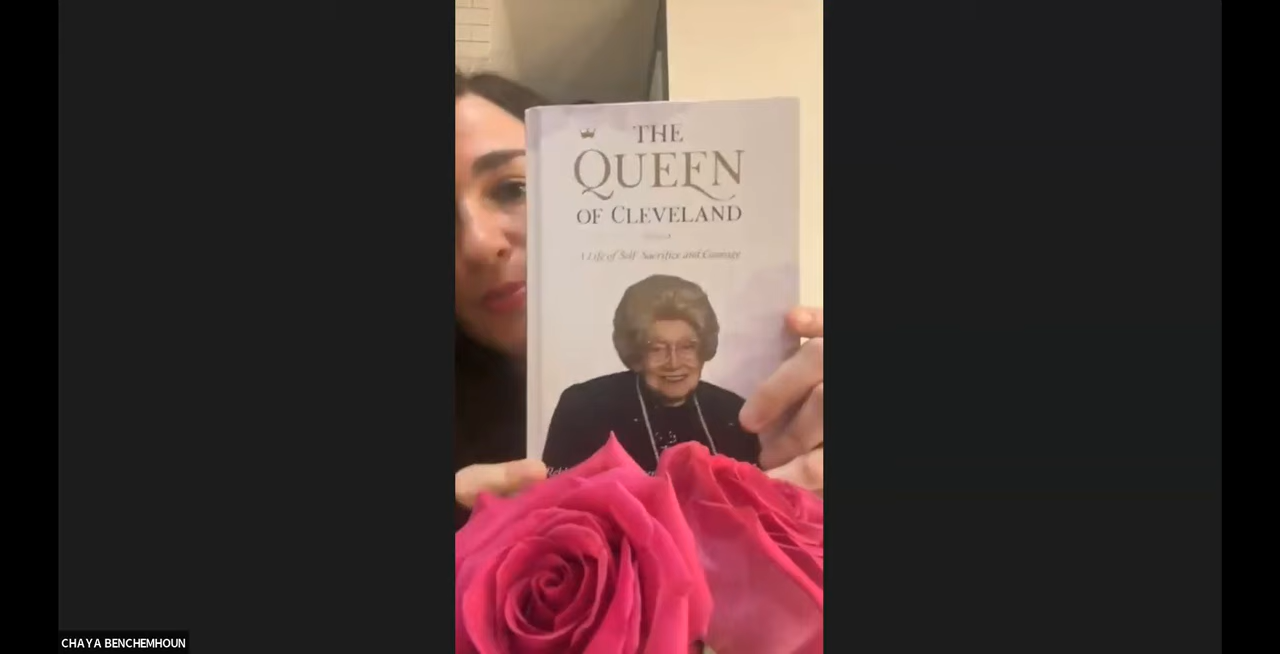 THE
QUEEN
OF CLEVELAND
A Life of Self-Sacrifice and Courage
CHAYA BENCHEMHOUN